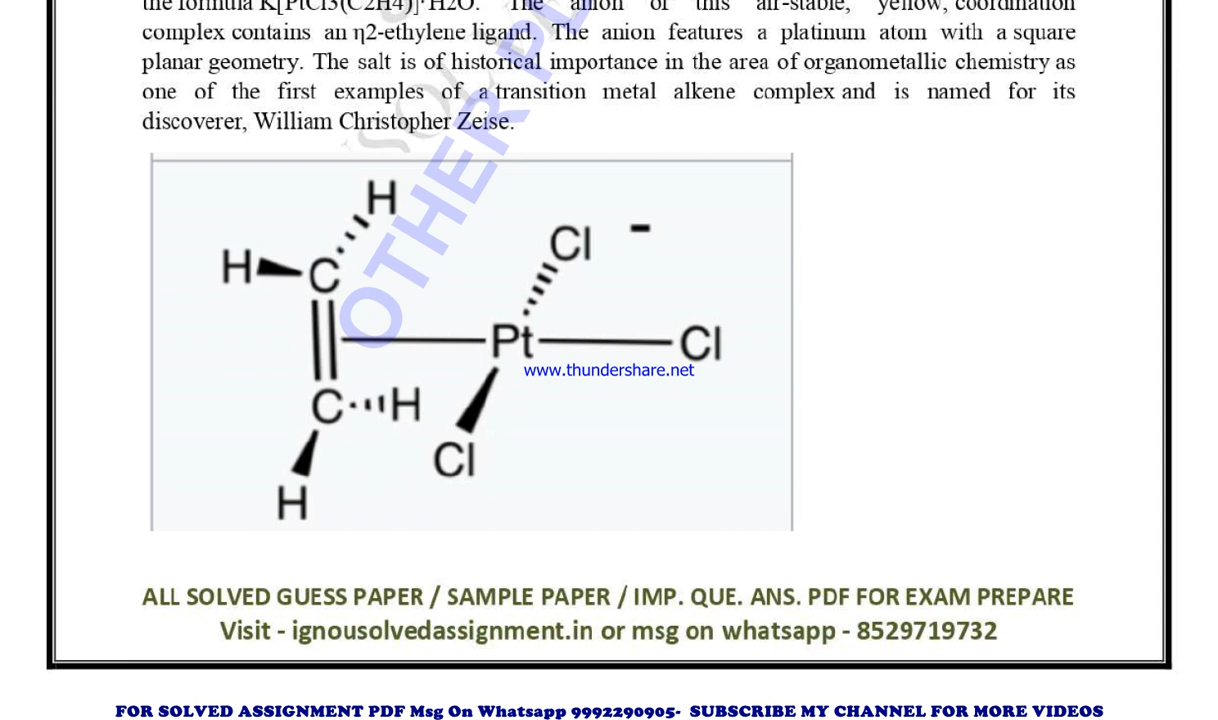 the formula K[PtCl3(C2H4)]·H2O. The anion of this air-stable, yellow, coordination
complex contains an η2-ethylene ligand. The anion features a platinum atom with a square
planar geometry. The salt is of historical importance in the area of organometallic chemistry as
one of the first examples of a transition metal alkene complex and is named for its
discoverer, William Christopher Zeise.
H
Cl -
H C
Pt Cl
www.thundershare.net
C H
Cl
H
OTHER
ALL SOLVED GUESS PAPER / SAMPLE PAPER / IMP. QUE. ANS. PDF FOR EXAM PREPARE
Visit - ignousolvedassignment.in or msg on whatsapp - 8529719732
FOR SOLVED ASSIGNMENT PDF Msg On Whatsapp 9992290905- SUBSCRIBE MY CHANNEL FOR MORE VIDEOS